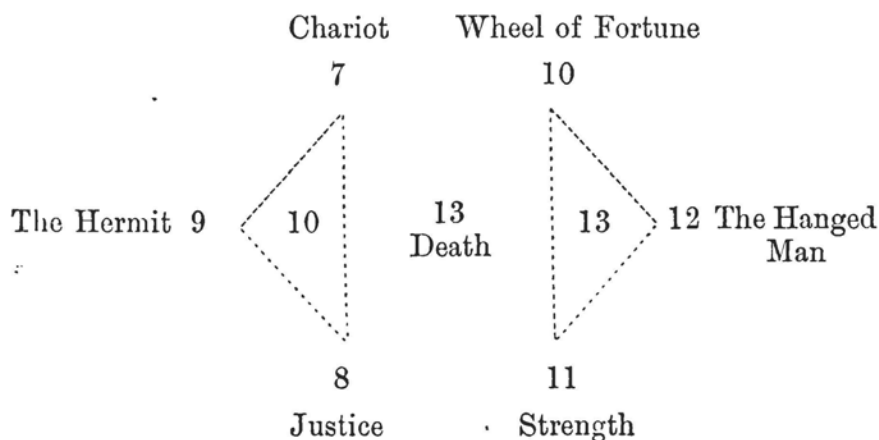 Chariot Wheel of Fortune
7 10
The Hermit 9 10 13 13 12 The Hanged
Death Man
8 11
Justice Strength